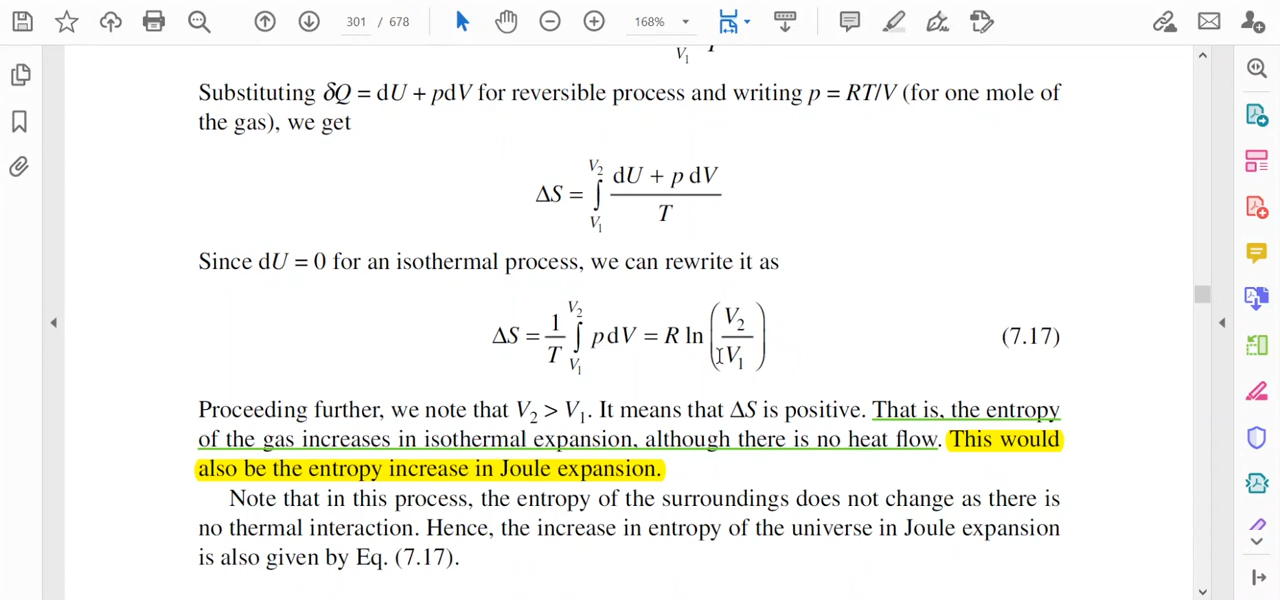 301 / 678
168%
V₁
Substituting δQ = dU + pdV for reversible process and writing p = RT/V (for one mole of
the gas), we get
ΔS = ∫_{V₁}^{V₂} (dU + p dV)/T
Since dU = 0 for an isothermal process, we can rewrite it as
ΔS = 1/T ∫_{V₁}^{V₂} p dV = R ln (V₂/V₁) (7.17)
Proceeding further, we note that V₂ > V₁. It means that ΔS is positive. That is, the entropy
of the gas increases in isothermal expansion, although there is no heat flow. This would
also be the entropy increase in Joule expansion.
Note that in this process, the entropy of the surroundings does not change as there is
no thermal interaction. Hence, the increase in entropy of the universe in Joule expansion
is also given by Eq. (7.17).